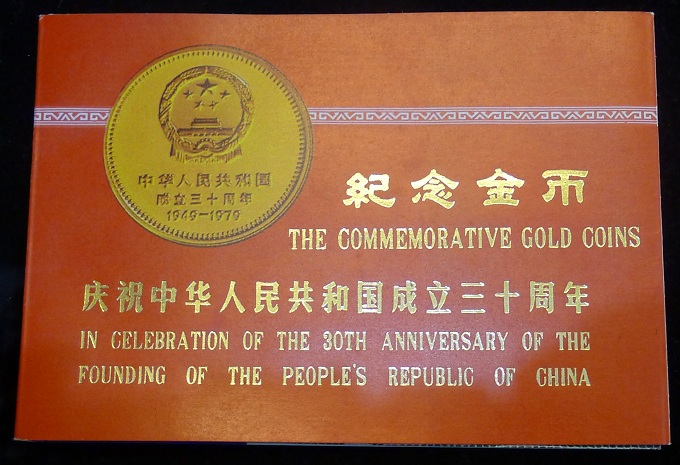 中华人民共和国
成立三十周年
1949-1979
紀念金币
THE COMMEMORATIVE GOLD COINS
庆祝中华人民共和国成立三十周年
IN CELEBRATION OF THE 30TH ANNIVERSARY OF THE
FOUNDING OF THE PEOPLE'S REPUBLIC OF CHINA